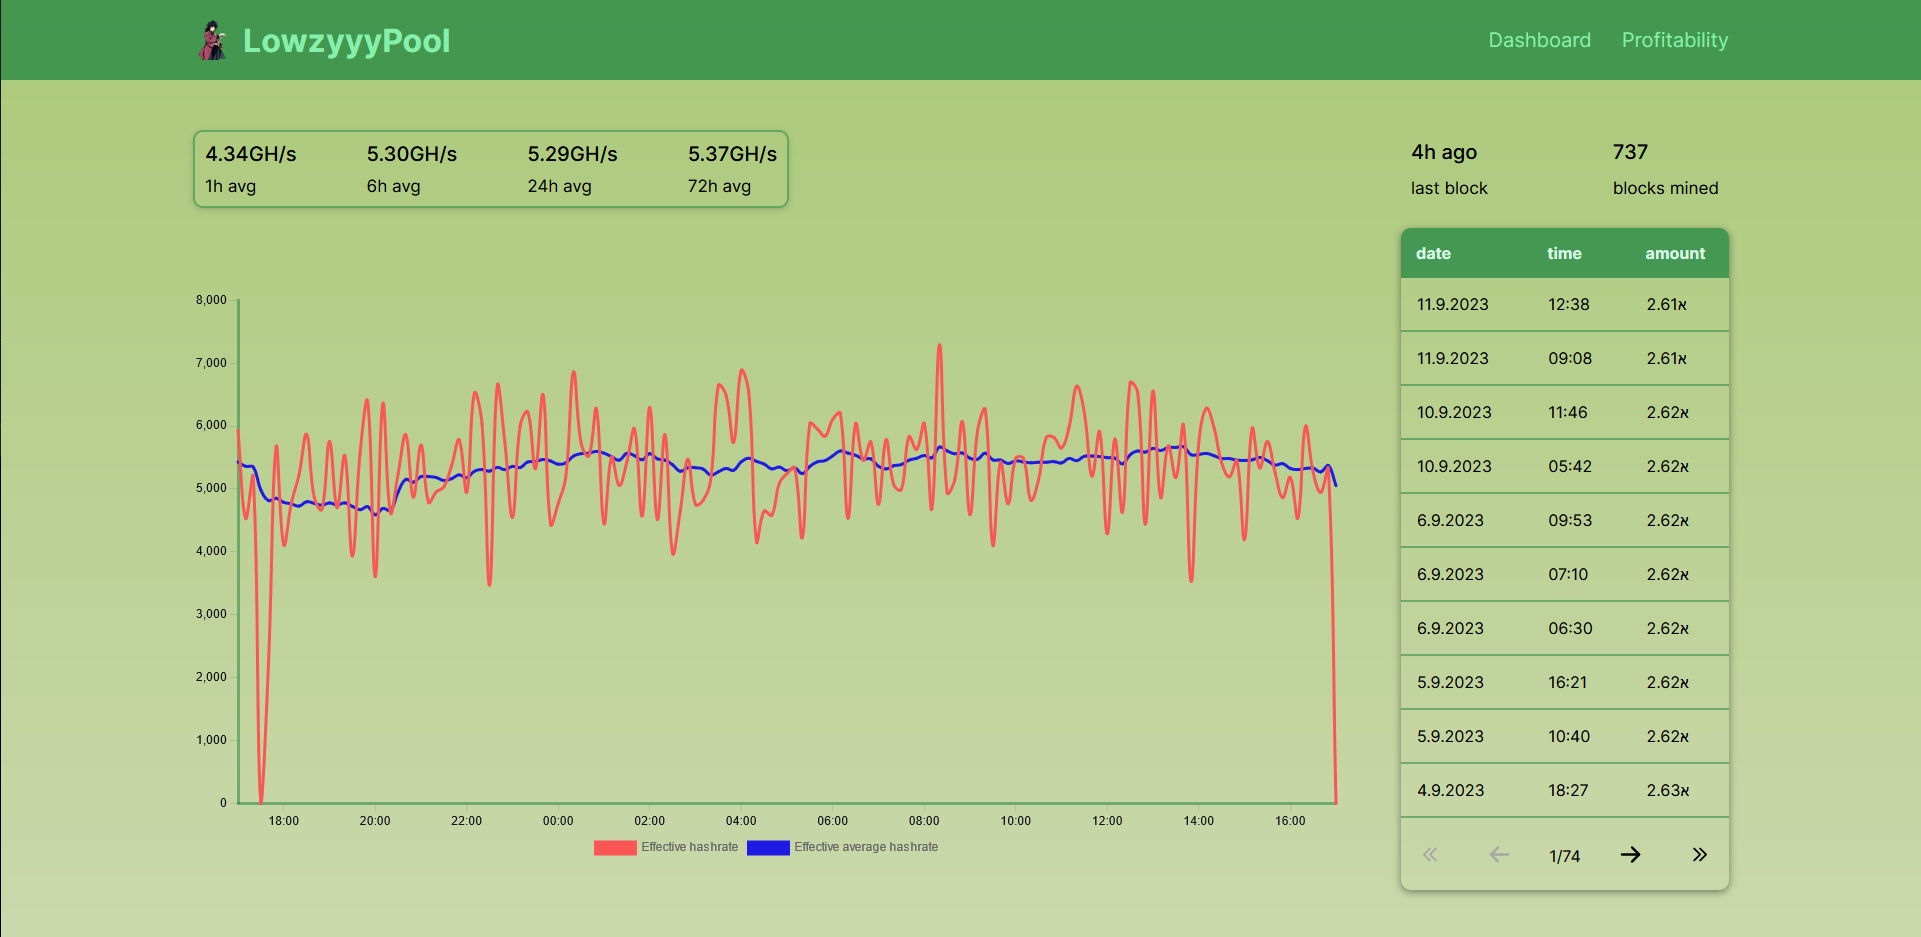 LowzyyyPool
Dashboard Profitability
4.34GH/s 5.30GH/s 5.29GH/s 5.37GH/s
1h avg 6h avg 24h avg 72h avg
4h ago 737
last block blocks mined
8,000
7,000
6,000
5,000
4,000
3,000
2,000
1,000
0
18:00 20:00 22:00 00:00 02:00 04:00 06:00 08:00 10:00 12:00 14:00 16:00
Effective hashrate Effective average hashrate
date time amount
11.9.2023 12:38 2.61א
11.9.2023 09:08 2.61א
10.9.2023 11:46 2.62א
10.9.2023 05:42 2.62א
6.9.2023 09:53 2.62א
6.9.2023 07:10 2.62א
6.9.2023 06:30 2.62א
5.9.2023 16:21 2.62א
5.9.2023 10:40 2.62א
4.9.2023 18:27 2.63א
1/74